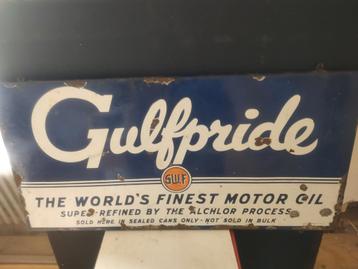 Gulfpride
GULF
THE WORLD'S FINEST MOTOR OIL
SUPER-REFINED BY THE ALCHLOR PROCESS
SOLD HERE IN SEALED CANS ONLY - NOT SOLD IN BULK